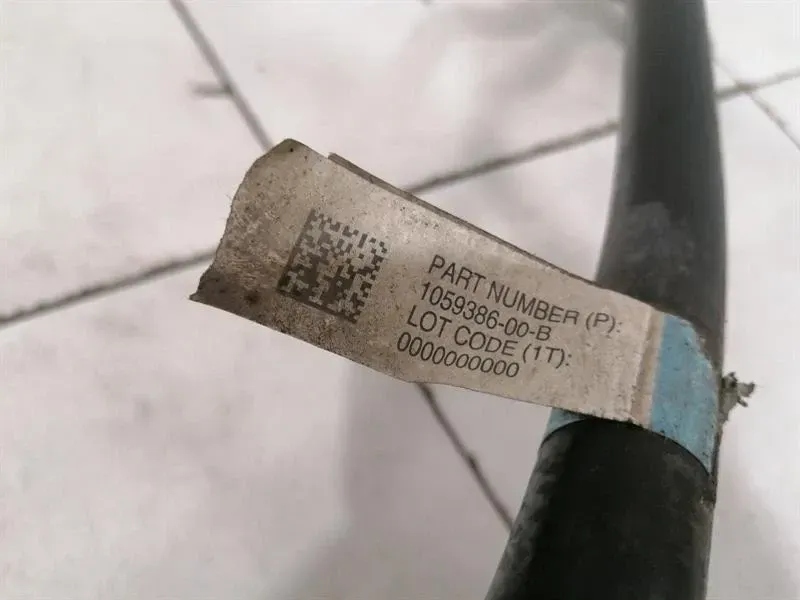 PART NUMBER (P):
1059386-00-B
LOT CODE (1T):
0000000000